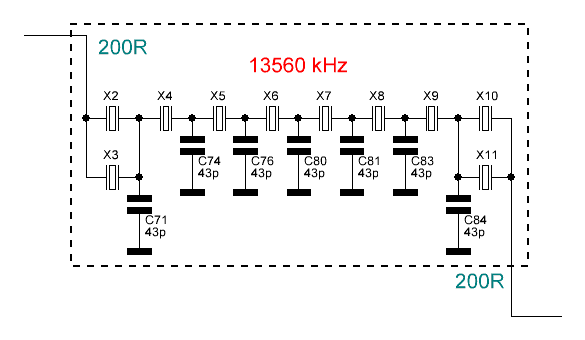 200R
13560 kHz
X2 X4 X5 X6 X7 X8 X9 X10
X3 X11
C74 C76 C80 C81 C83
43p 43p 43p 43p 43p
C71 C84
43p 43p
200R